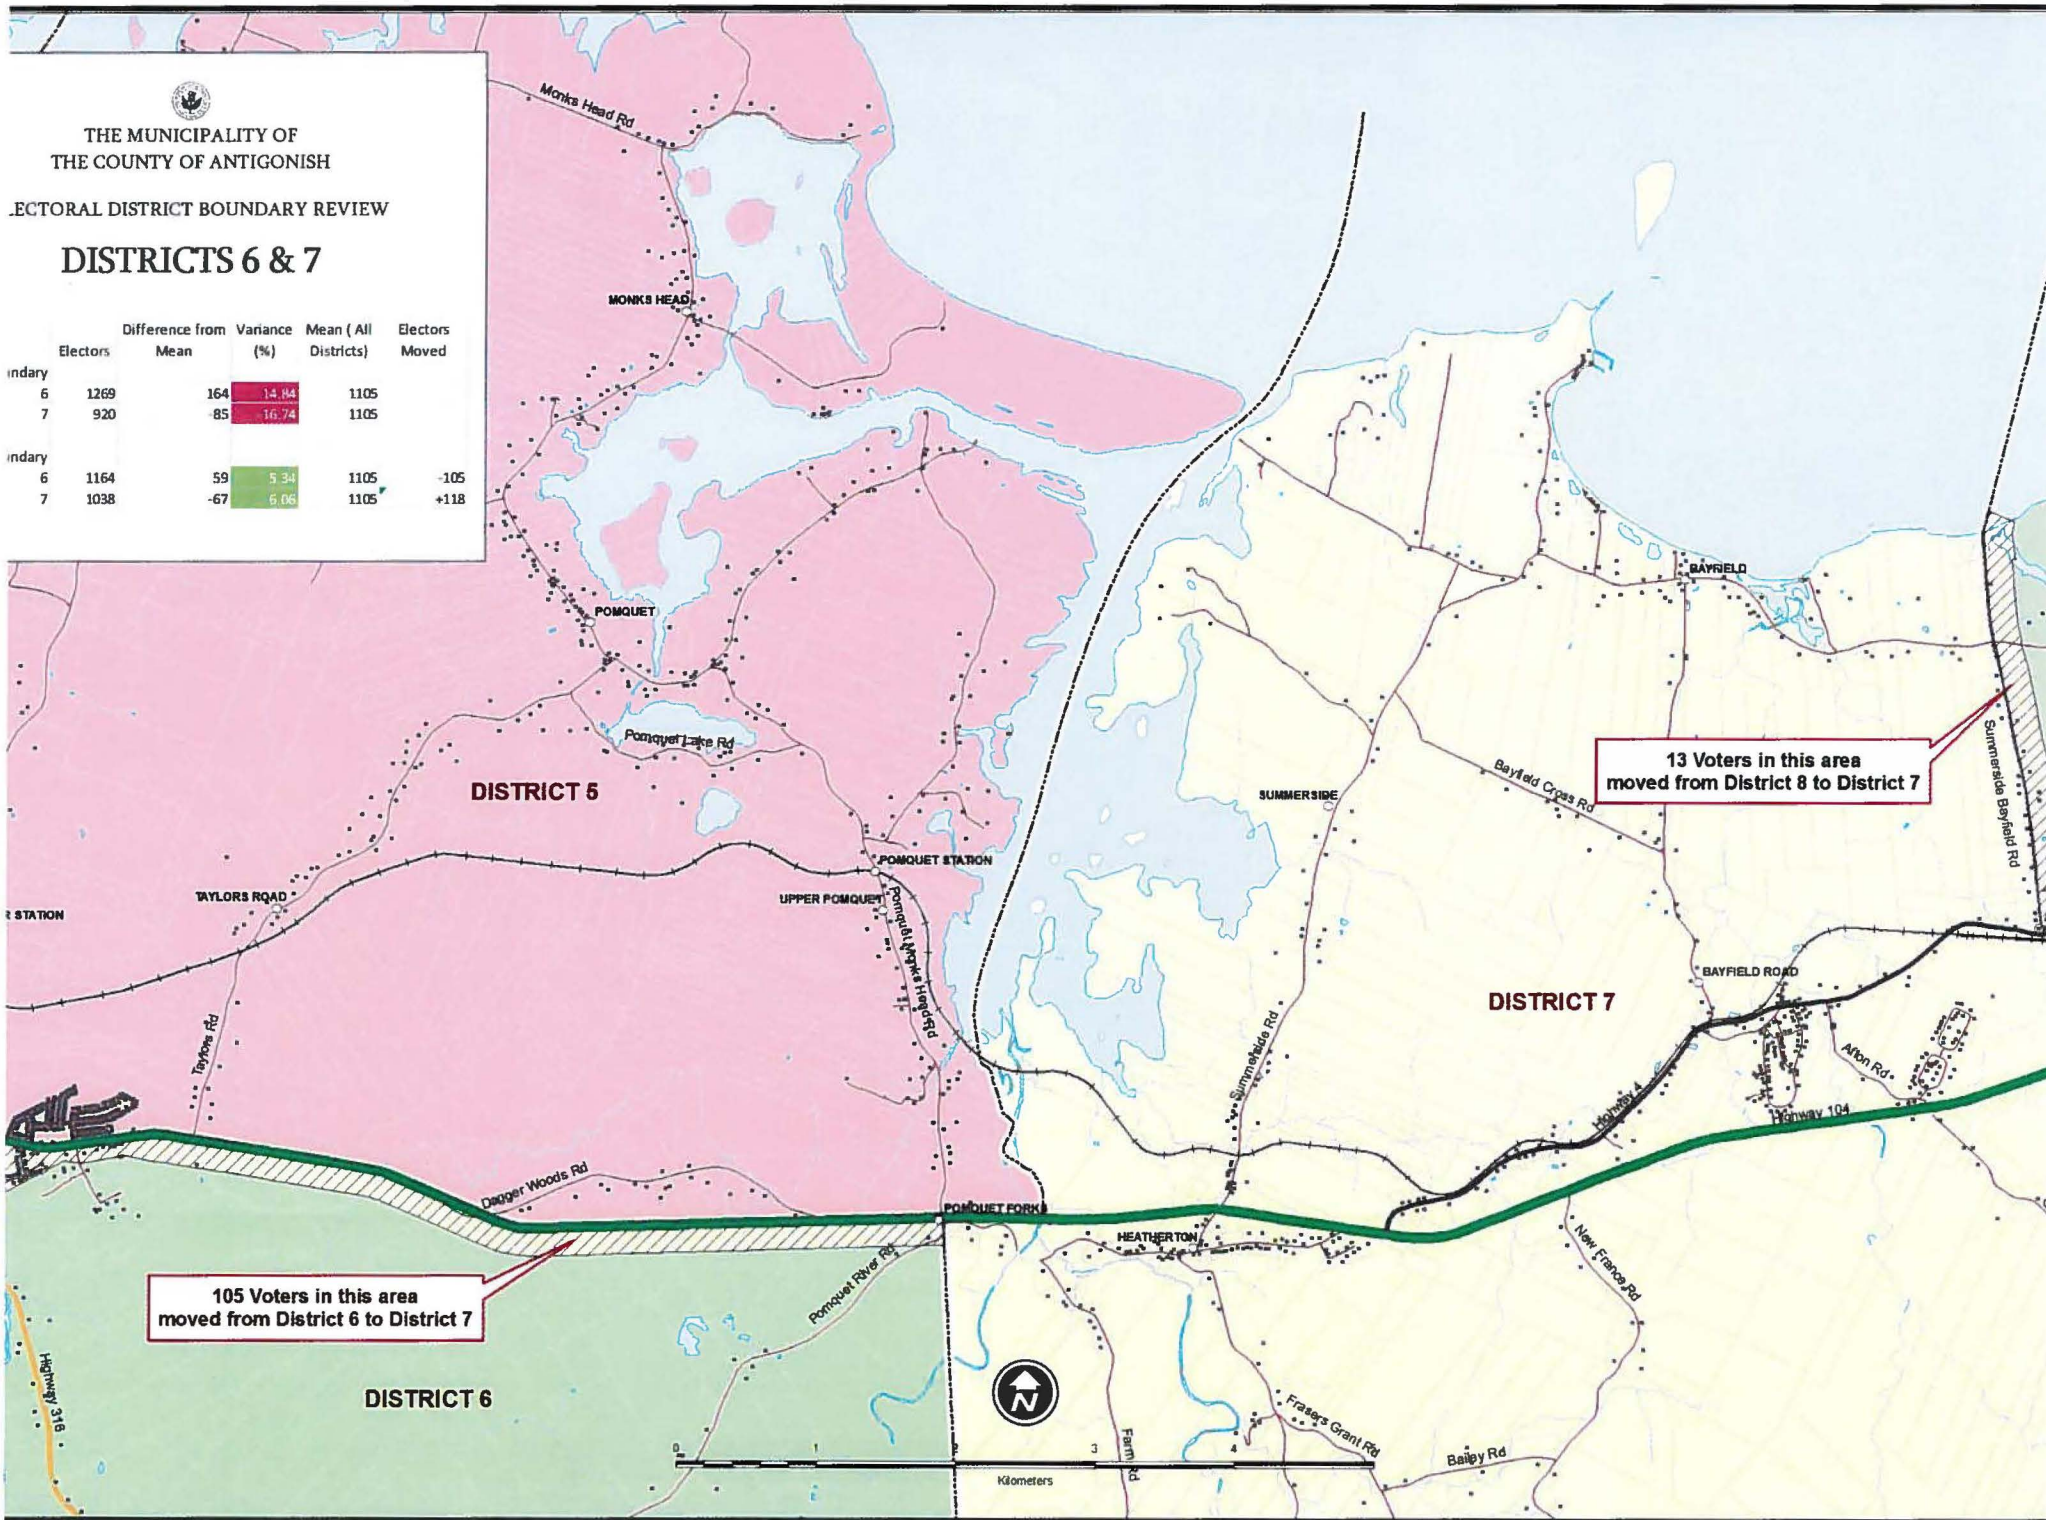 THE MUNICIPALITY OF
THE COUNTY OF ANTIGONISH
ECTORAL DISTRICT BOUNDARY REVIEW
DISTRICTS 6 & 7
Electors Difference from Mean Variance (%) Mean ( All Districts) Electors Moved
ndary
6 1269 164 14.84 1105
7 920 -85 -16.74 1105
ndary
6 1164 59 5.34 1105 -105
7 1038 -67 6.06 1105 +118
Monks Head Rd
MONKS HEAD
POMQUET
Pomquet Lake Rd
DISTRICT 5
POMQUET STATION
UPPER POMQUET
Pomquet Monks Head Rd
TAYLORS ROAD
STATION
Taylors Rd
Dagger Woods Rd
POMQUET FORKS
Pomquet River Rd
105 Voters in this area
moved from District 6 to District 7
DISTRICT 6
Highway 316
BAYFIELD
13 Voters in this area
moved from District 8 to District 7
Summerside Bayfield Rd
Bayfield Cross Rd
SUMMERSIDE
BAYFIELD ROAD
DISTRICT 7
Summerside Rd
Afton Rd
Highway 4
Highway 104
HEATHERTON
New France Rd
Frasers Grant Rd
Bailey Rd
Farm Rd
N
0 1 2 3 4
Kilometers